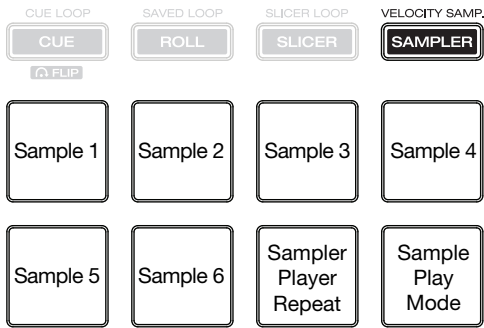 CUE LOOP SAVED LOOP SLICER LOOP VELOCITY SAMP.
CUE ROLL SLICER SAMPLER
FLIP
Sample 1 Sample 2 Sample 3 Sample 4
Sample 5 Sample 6
Sampler
Player
Repeat
Sample
Play
Mode